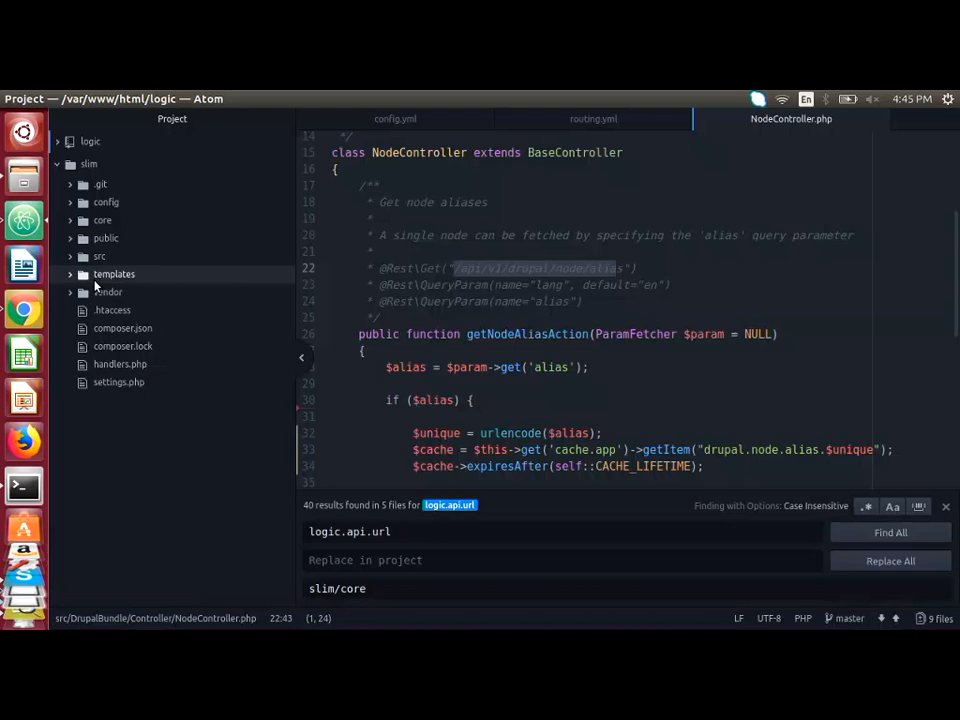 Project — /var/www/html/logic — Atom
En
4:45 PM
Project
config.yml
routing.yml
NodeController.php
logic
slim
.git
config
core
public
src
templates
vendor
.htaccess
composer.json
composer.lock
handlers.php
settings.php
14 */
15 class NodeController extends BaseController
16 {
17 /**
18 * Get node aliases
19 *
20 * A single node can be fetched by specifying the 'alias' query parameter
21 *
22 * @Rest\Get("/api/v1/drupal/node/alias")
23 * @Rest\QueryParam(name="lang", default="en")
24 * @Rest\QueryParam(name="alias")
25 */
26 public function getNodeAliasAction(ParamFetcher $param = NULL)
{
8 $alias = $param->get('alias');
29
30 if ($alias) {
31
32 $unique = urlencode($alias);
33 $cache = $this->get('cache.app')->getItem("drupal.node.alias.$unique");
34 $cache->expiresAfter(self::CACHE_LIFETIME);
35
40 results found in 5 files for logic.api.url
Finding with Options: Case Insensitive
.*
Aa
logic.api.url
Find All
Replace in project
Replace All
slim/core
src/DrupalBundle/Controller/NodeController.php 22:43 (1, 24)
LF UTF-8 PHP master 9 files